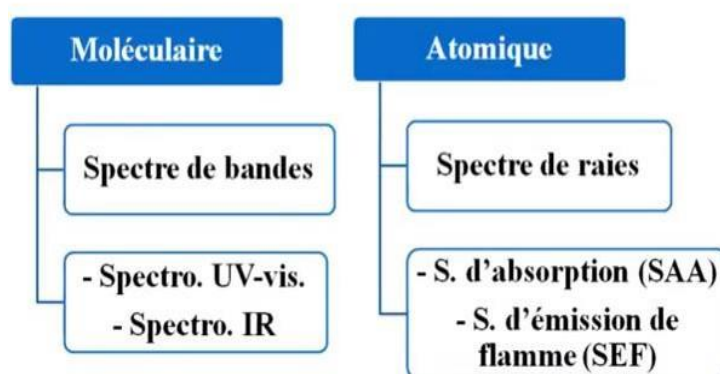 Moléculaire
Spectre de bandes
- Spectro. UV-vis.
- Spectro. IR
Atomique
Spectre de raies
- S. d'absorption (SAA)
- S. d'émission de
flamme (SEF)